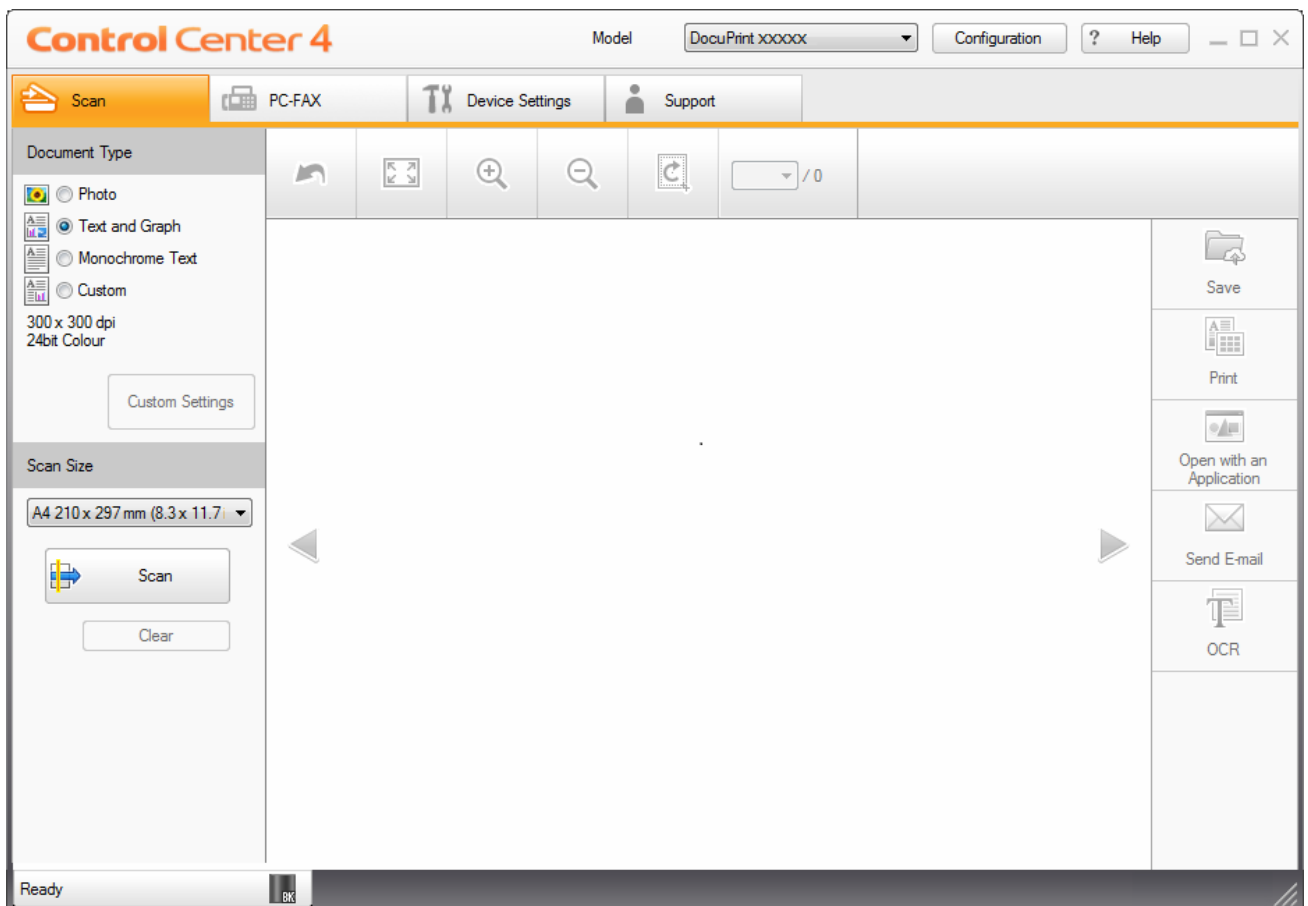 Control Center 4
Model
DocuPrint XXXXX
Configuration
? Help
Scan
PC-FAX
Device Settings
Support
Document Type
/ 0
Photo
Text and Graph
Monochrome Text
Custom
300 x 300 dpi
24bit Colour
Custom Settings
Scan Size
A4 210 x 297 mm (8.3 x 11.7
Scan
Clear
Save
Print
Open with an
Application
Send E-mail
OCR
Ready
BK